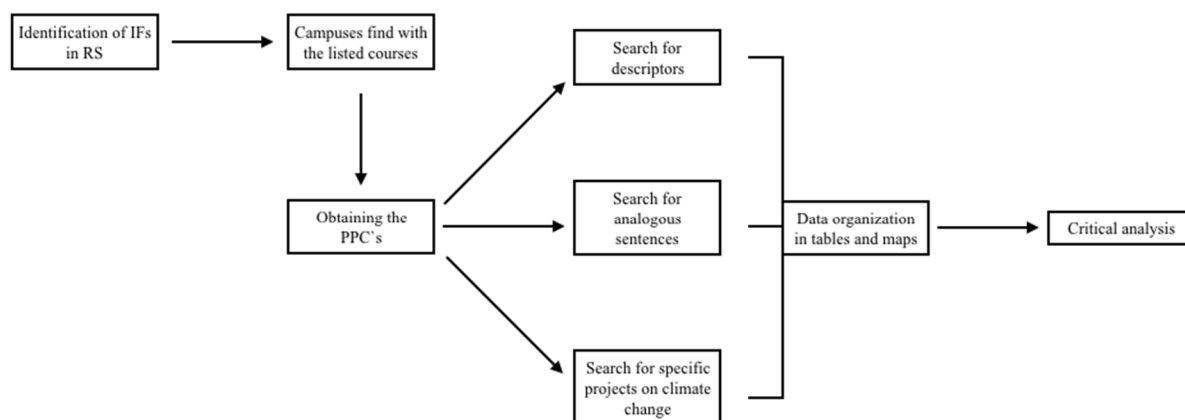 Identification of IFs
in RS
Campuses find with
the listed courses
Obtaining the
PPC`s
Search for
descriptors
Search for
analogous
sentences
Search for specific
projects on climate
change
Data organization
in tables and maps
Critical analysis